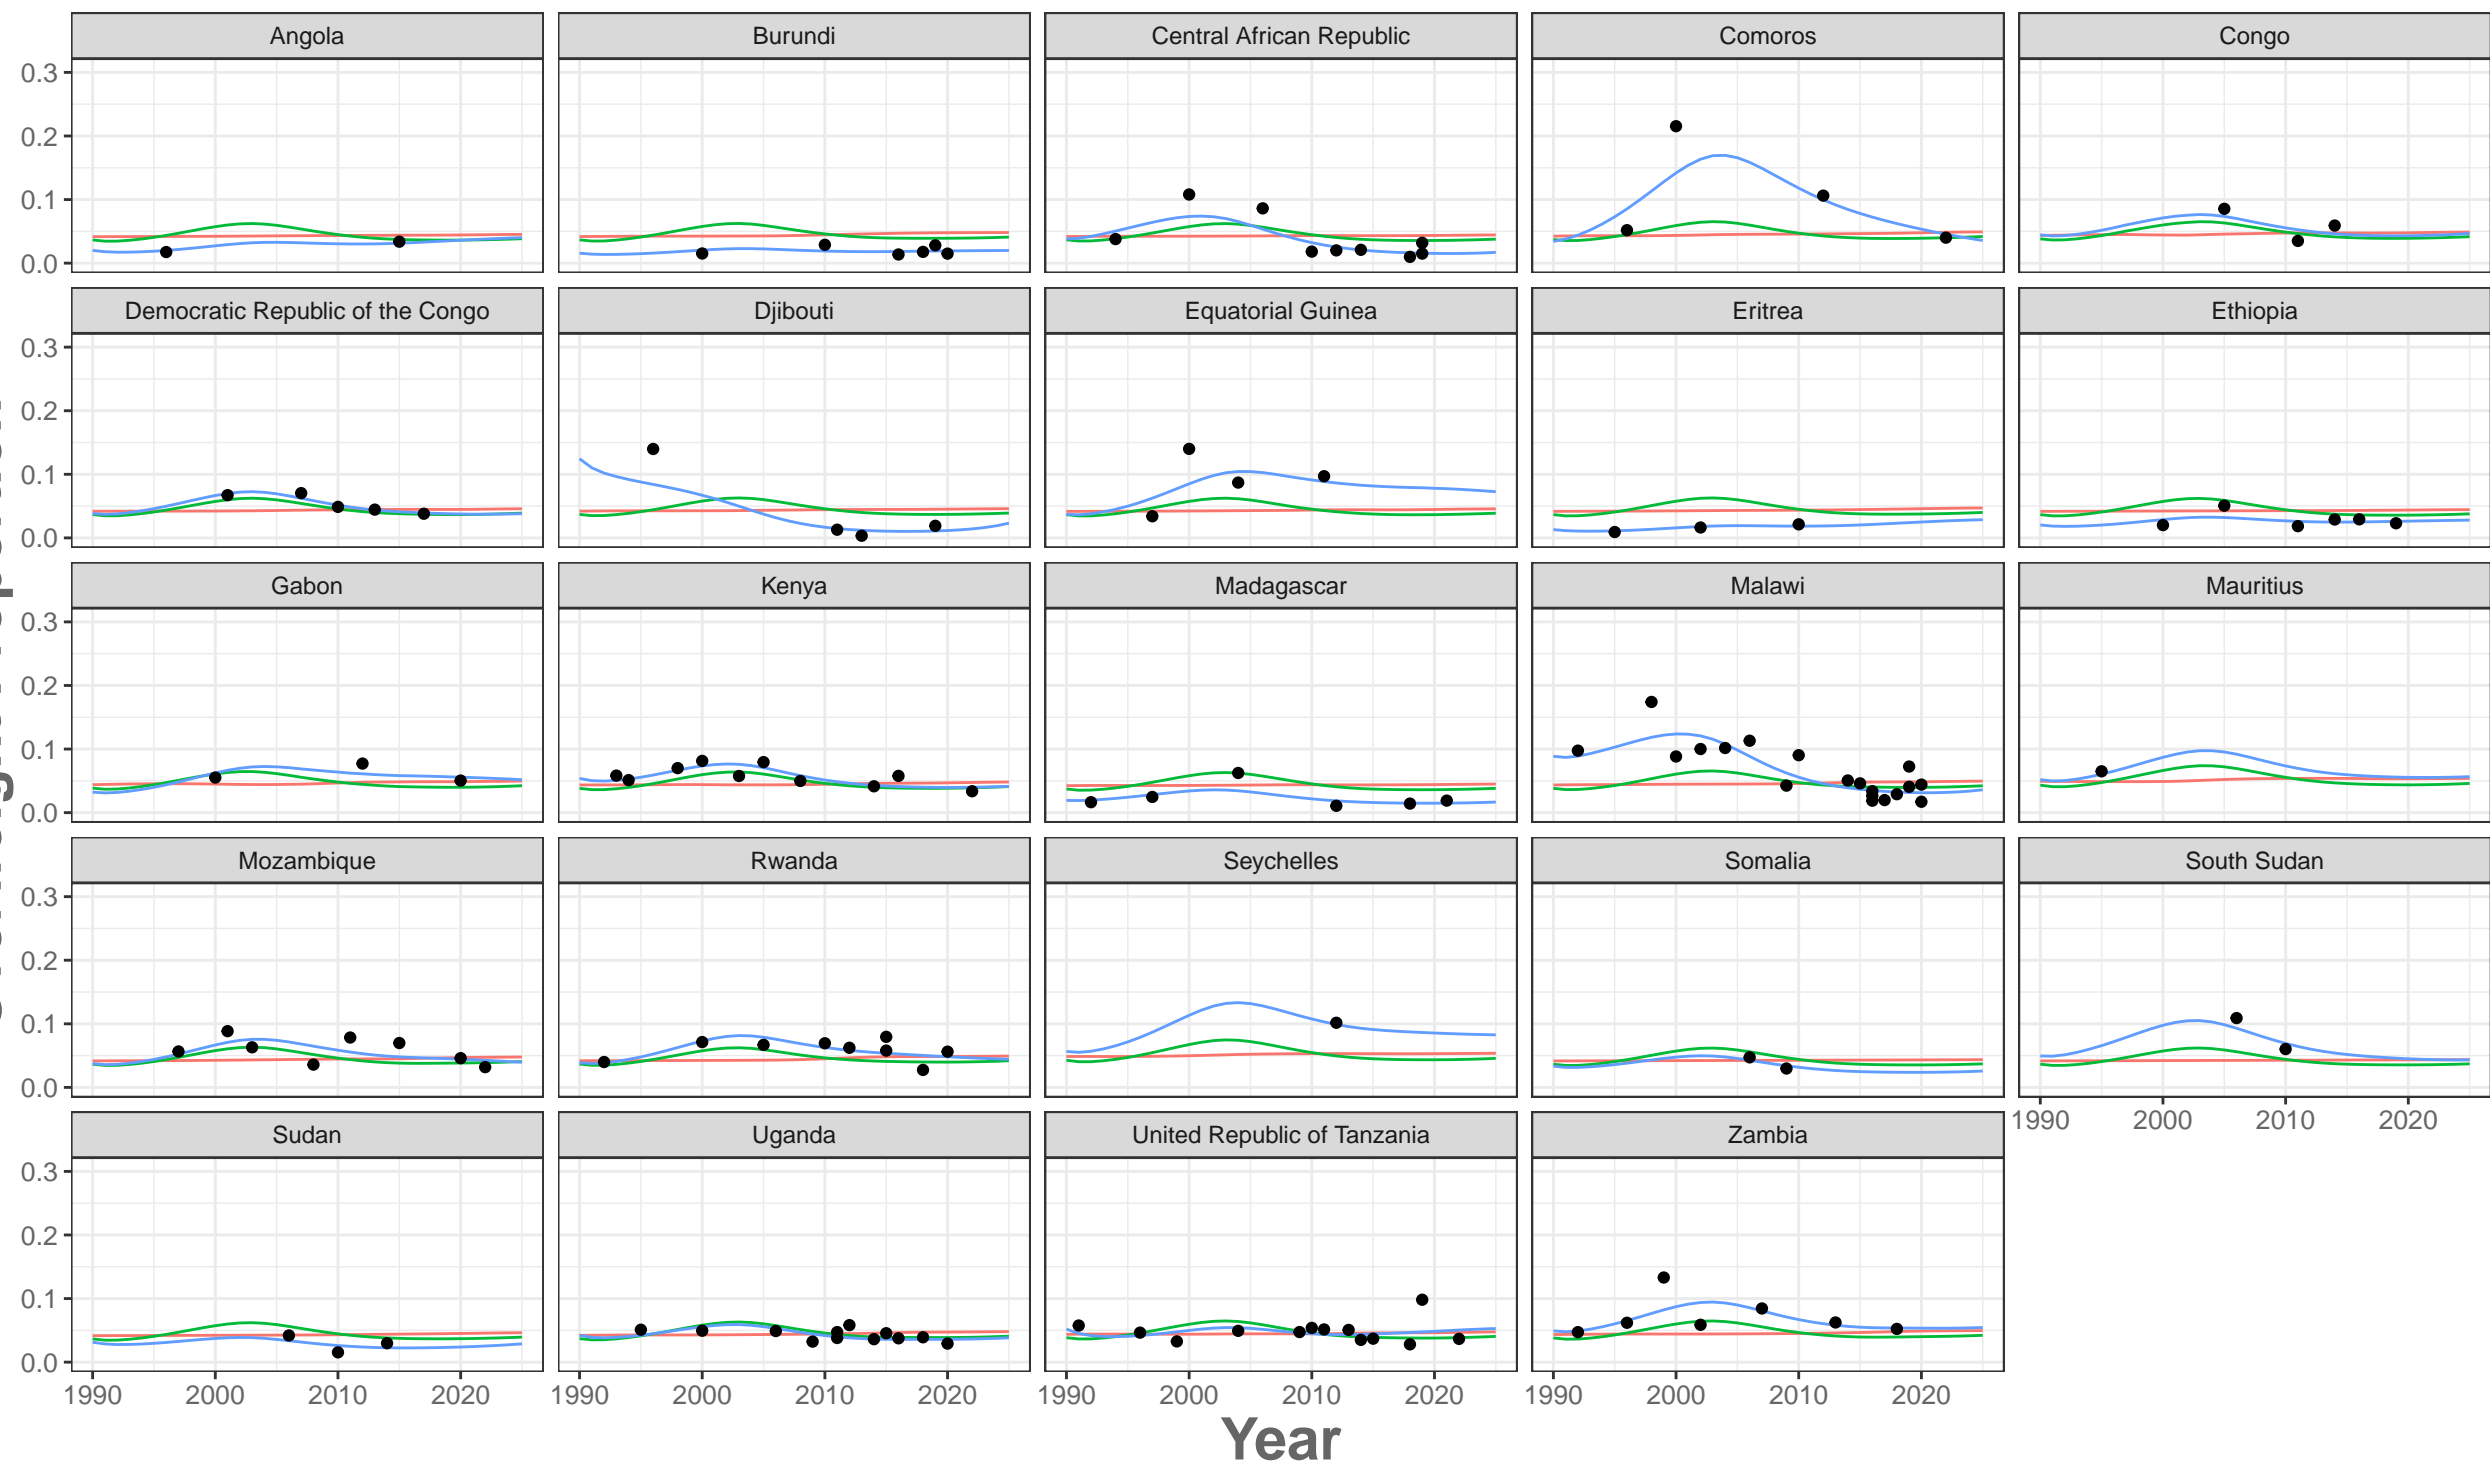 Angola Burundi Central African Republic Comoros Congo
0.3
0.2
0.1
0.0
Democratic Republic of the Congo Djibouti Equatorial Guinea Eritrea Ethiopia
0.3
0.2
0.1
0.0
Gabon Kenya Madagascar Malawi Mauritius
0.3
0.2
0.1
0.0
Mozambique Rwanda Seychelles Somalia South Sudan
0.3
0.2
0.1
0.0
1990 2000 2010 2020
Sudan Uganda United Republic of Tanzania Zambia
0.3
0.2
0.1
0.0
1990 2000 2010 2020 1990 2000 2010 2020 1990 2000 2010 2020 1990 2000 2010 2020
Year